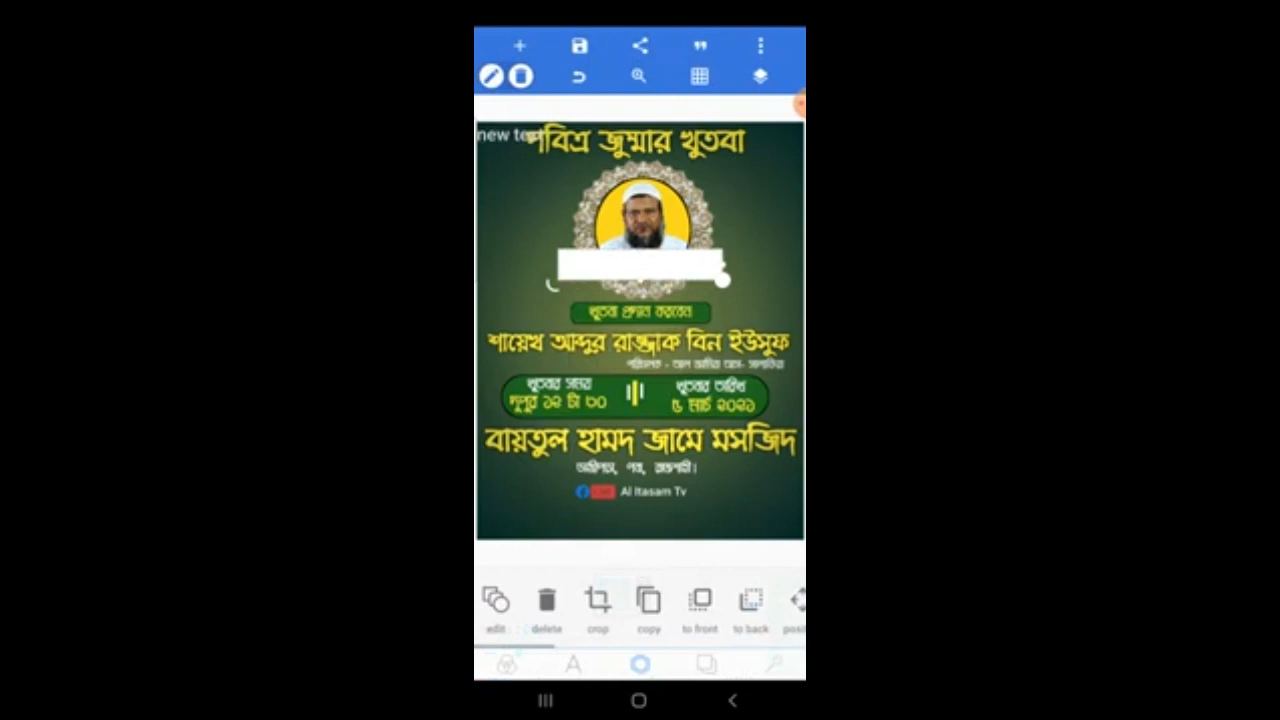 new text
পবিত্র জুম্মার খুতবা
খুতবা প্রদান করবেন
শায়েখ আব্দুর রাজ্জাক বিন ইউসুফ
খুতবার সময়
দুপুর ১২ টা ৩০
খুতবার তারিখ
৫ মার্চ ২০২১
বায়তুল হামদ জামে মসজিদ
Al Itasam Tv
edit
delete
crop
copy
to front
to back
posit